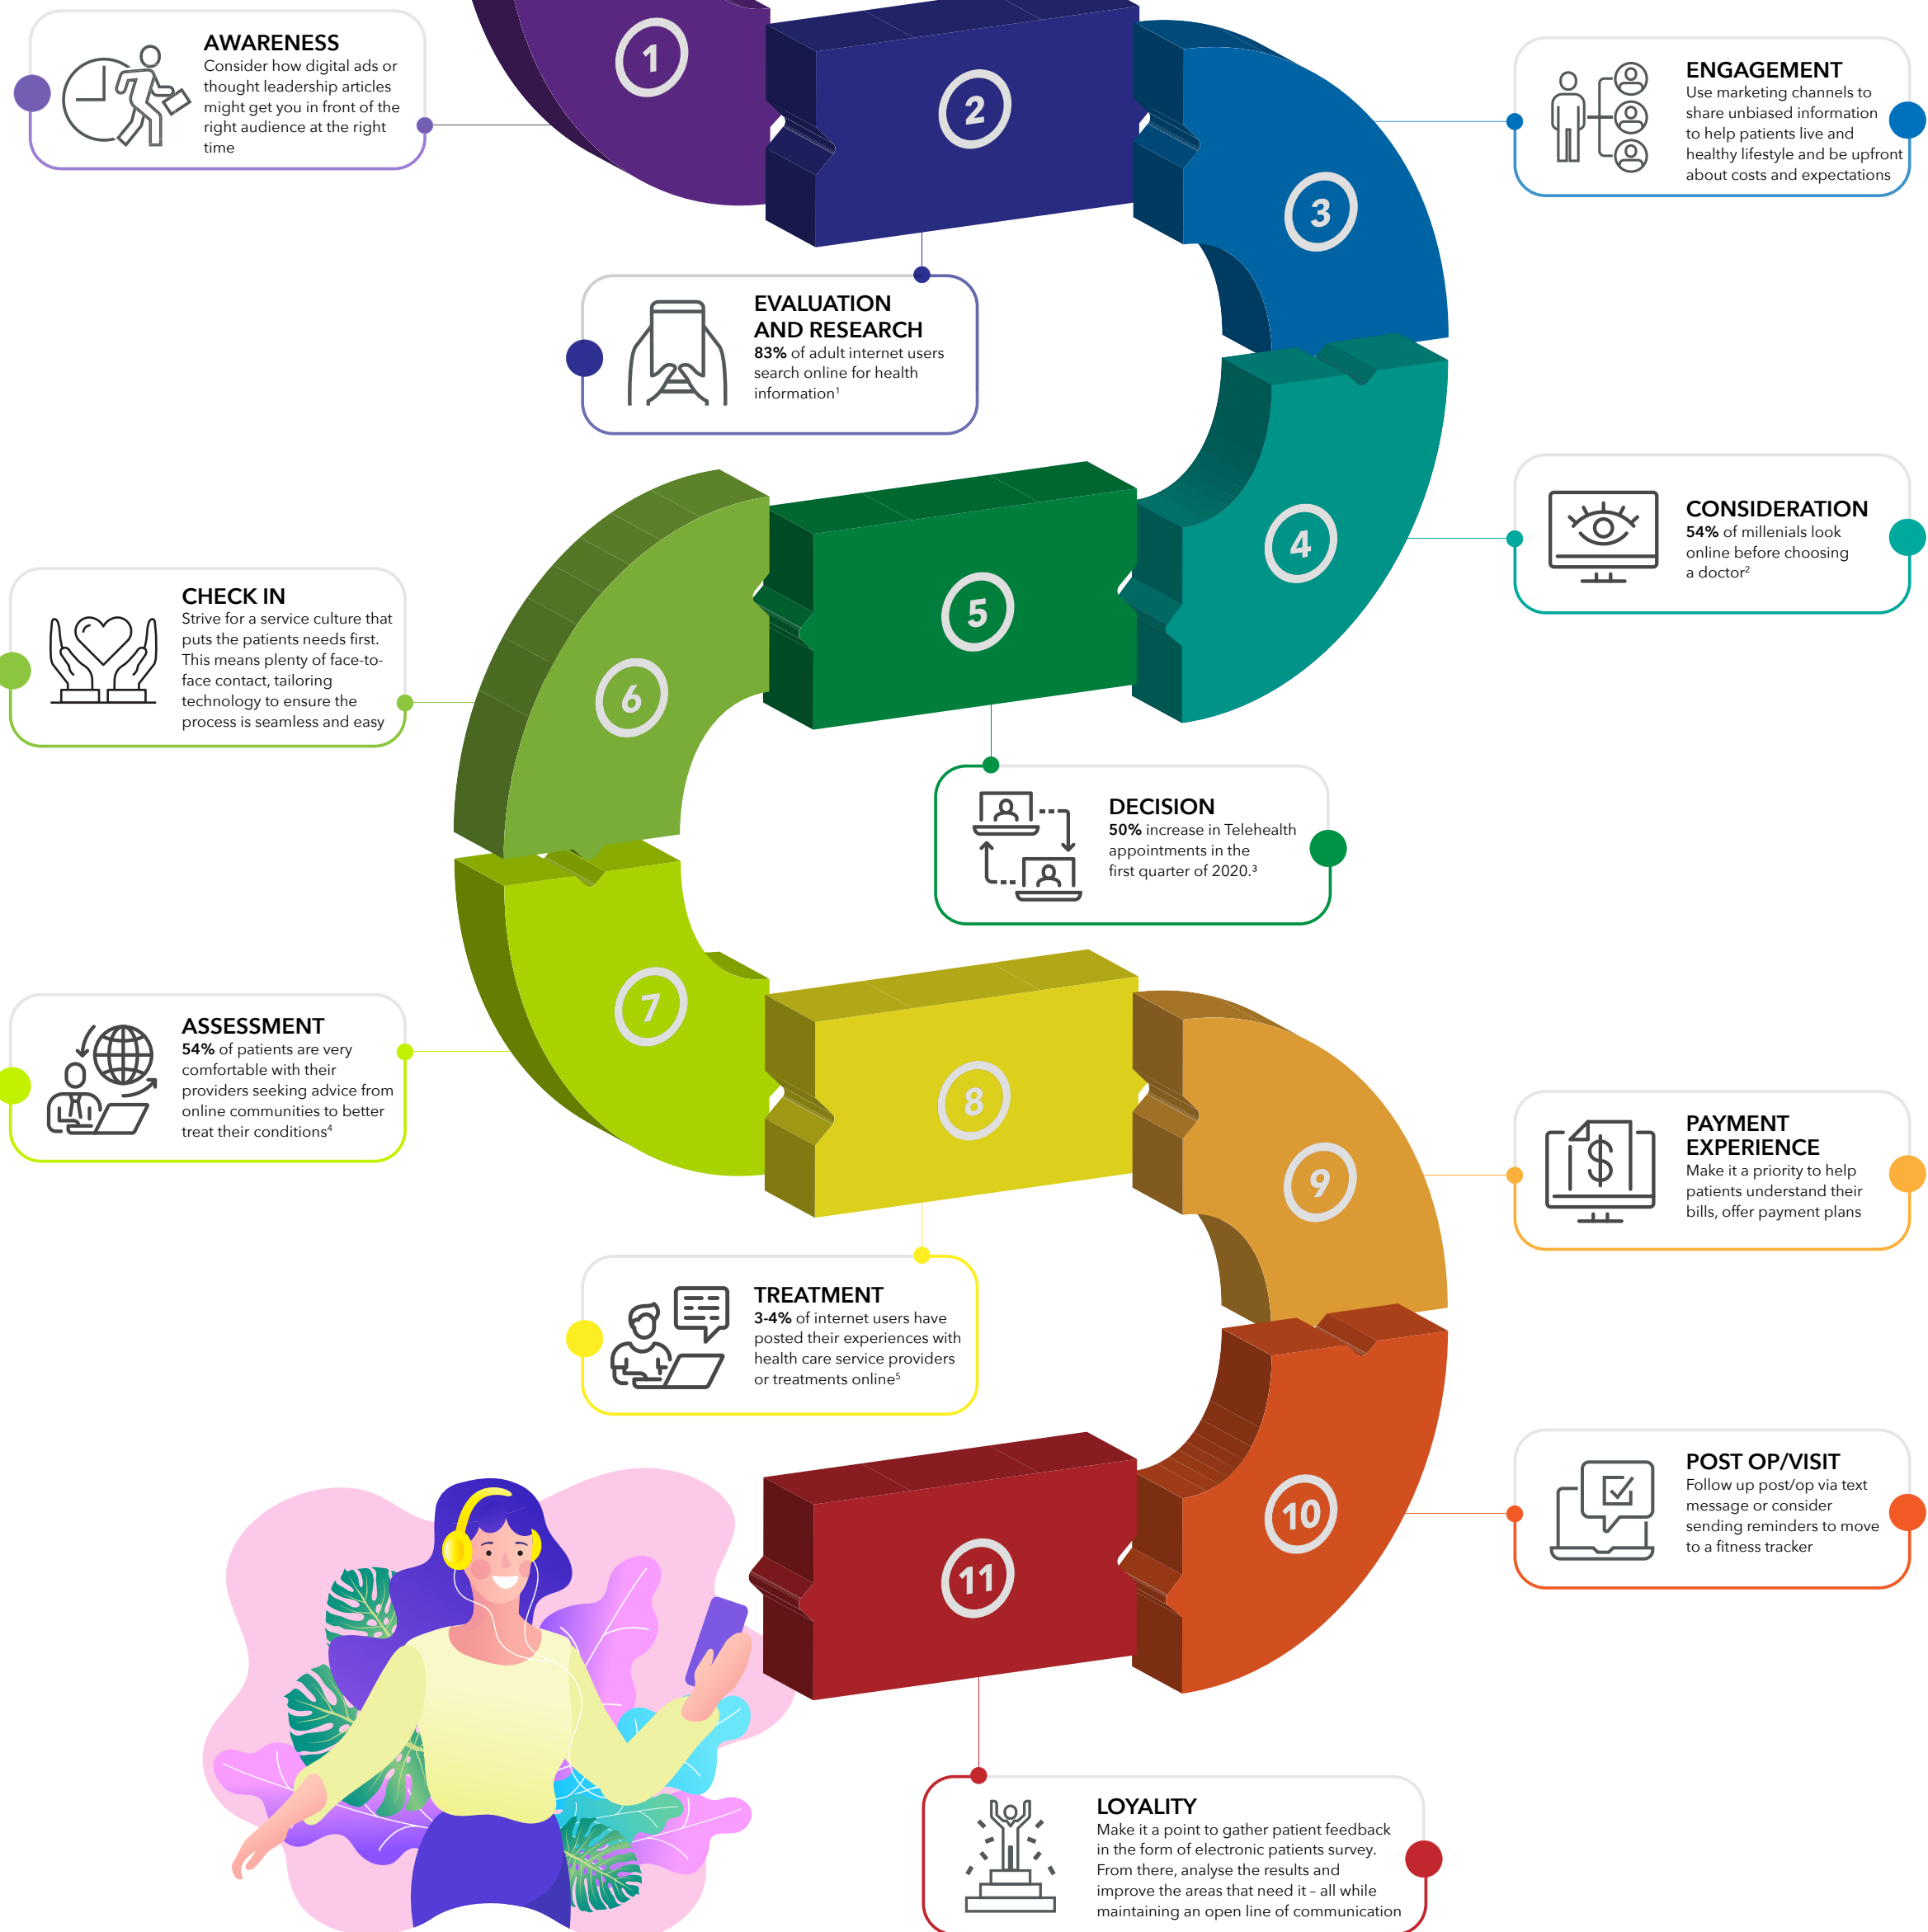 1
AWARENESS
Consider how digital ads or
thought leadership articles
might get you in front of the
right audience at the right
time
2
EVALUATION
AND RESEARCH
83% of adult internet users
search online for health
information¹
3
ENGAGEMENT
Use marketing channels to
share unbiased information
to help patients live and
healthy lifestyle and be upfront
about costs and expectations
4
CONSIDERATION
54% of millenials look
online before choosing
a doctor²
5
DECISION
50% increase in Telehealth
appointments in the
first quarter of 2020.³
6
CHECK IN
Strive for a service culture that
puts the patients needs first.
This means plenty of face-to-
face contact, tailoring
technology to ensure the
process is seamless and easy
7
ASSESSMENT
54% of patients are very
comfortable with their
providers seeking advice from
online communities to better
treat their conditions⁴
8
TREATMENT
3-4% of internet users have
posted their experiences with
health care service providers
or treatments online⁵
9
PAYMENT
EXPERIENCE
Make it a priority to help
patients understand their
bills, offer payment plans
10
POST OP/VISIT
Follow up post/op via text
message or consider
sending reminders to move
to a fitness tracker
11
LOYALITY
Make it a point to gather patient feedback
in the form of electronic patients survey.
From there, analyse the results and
improve the areas that need it – all while
maintaining an open line of communication